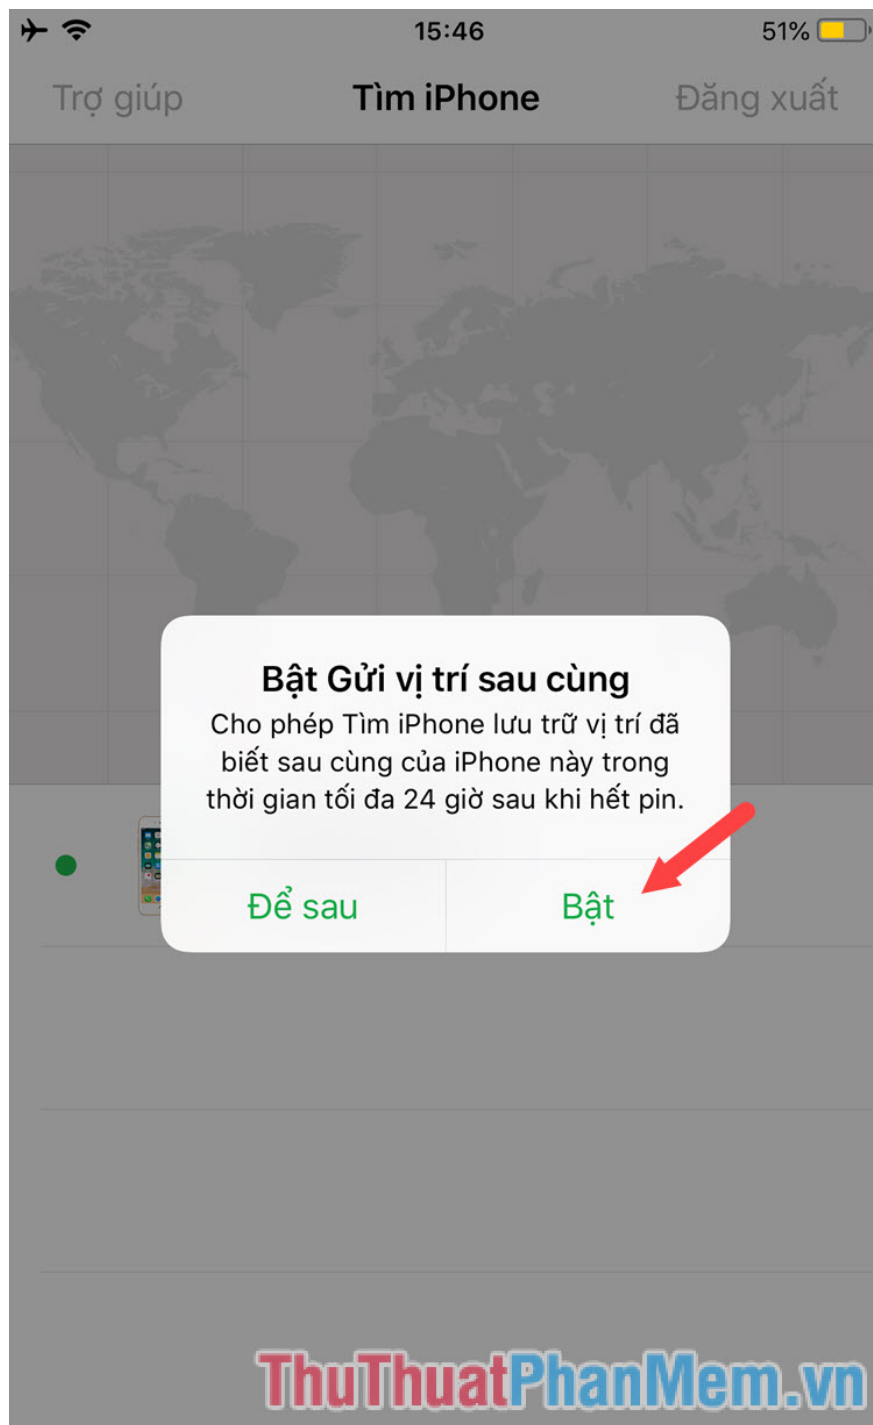 15:46
51%
Trợ giúp
Tìm iPhone
Đăng xuất
Bật Gửi vị trí sau cùng
Cho phép Tìm iPhone lưu trữ vị trí đã
biết sau cùng của iPhone này trong
thời gian tối đa 24 giờ sau khi hết pin.
Để sau
Bật
ThuThuatPhanMem.vn